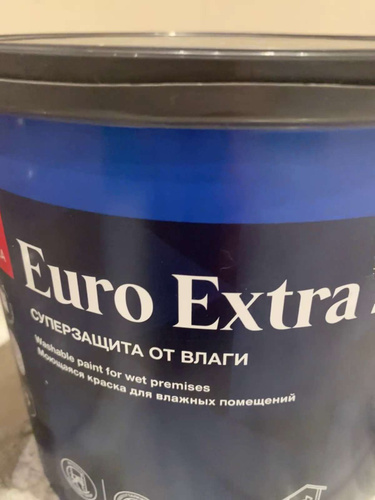 Euro Extra
СУПЕРЗАЩИТА ОТ ВЛАГИ
Washable paint for wet premises
Моющаяся краска для влажных помещений